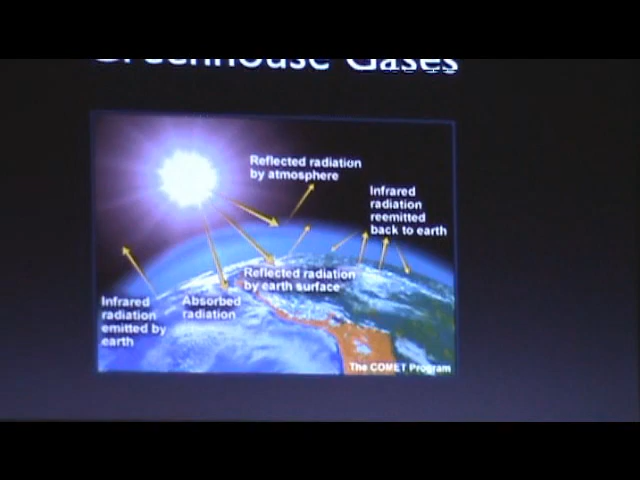 Greenhouse Gases
Reflected radiation
by atmosphere
Infrared
radiation
reemitted
back to earth
Reflected radiation
by earth surface
Infrared
radiation
emitted by
earth
Absorbed
radiation
The COMET Program